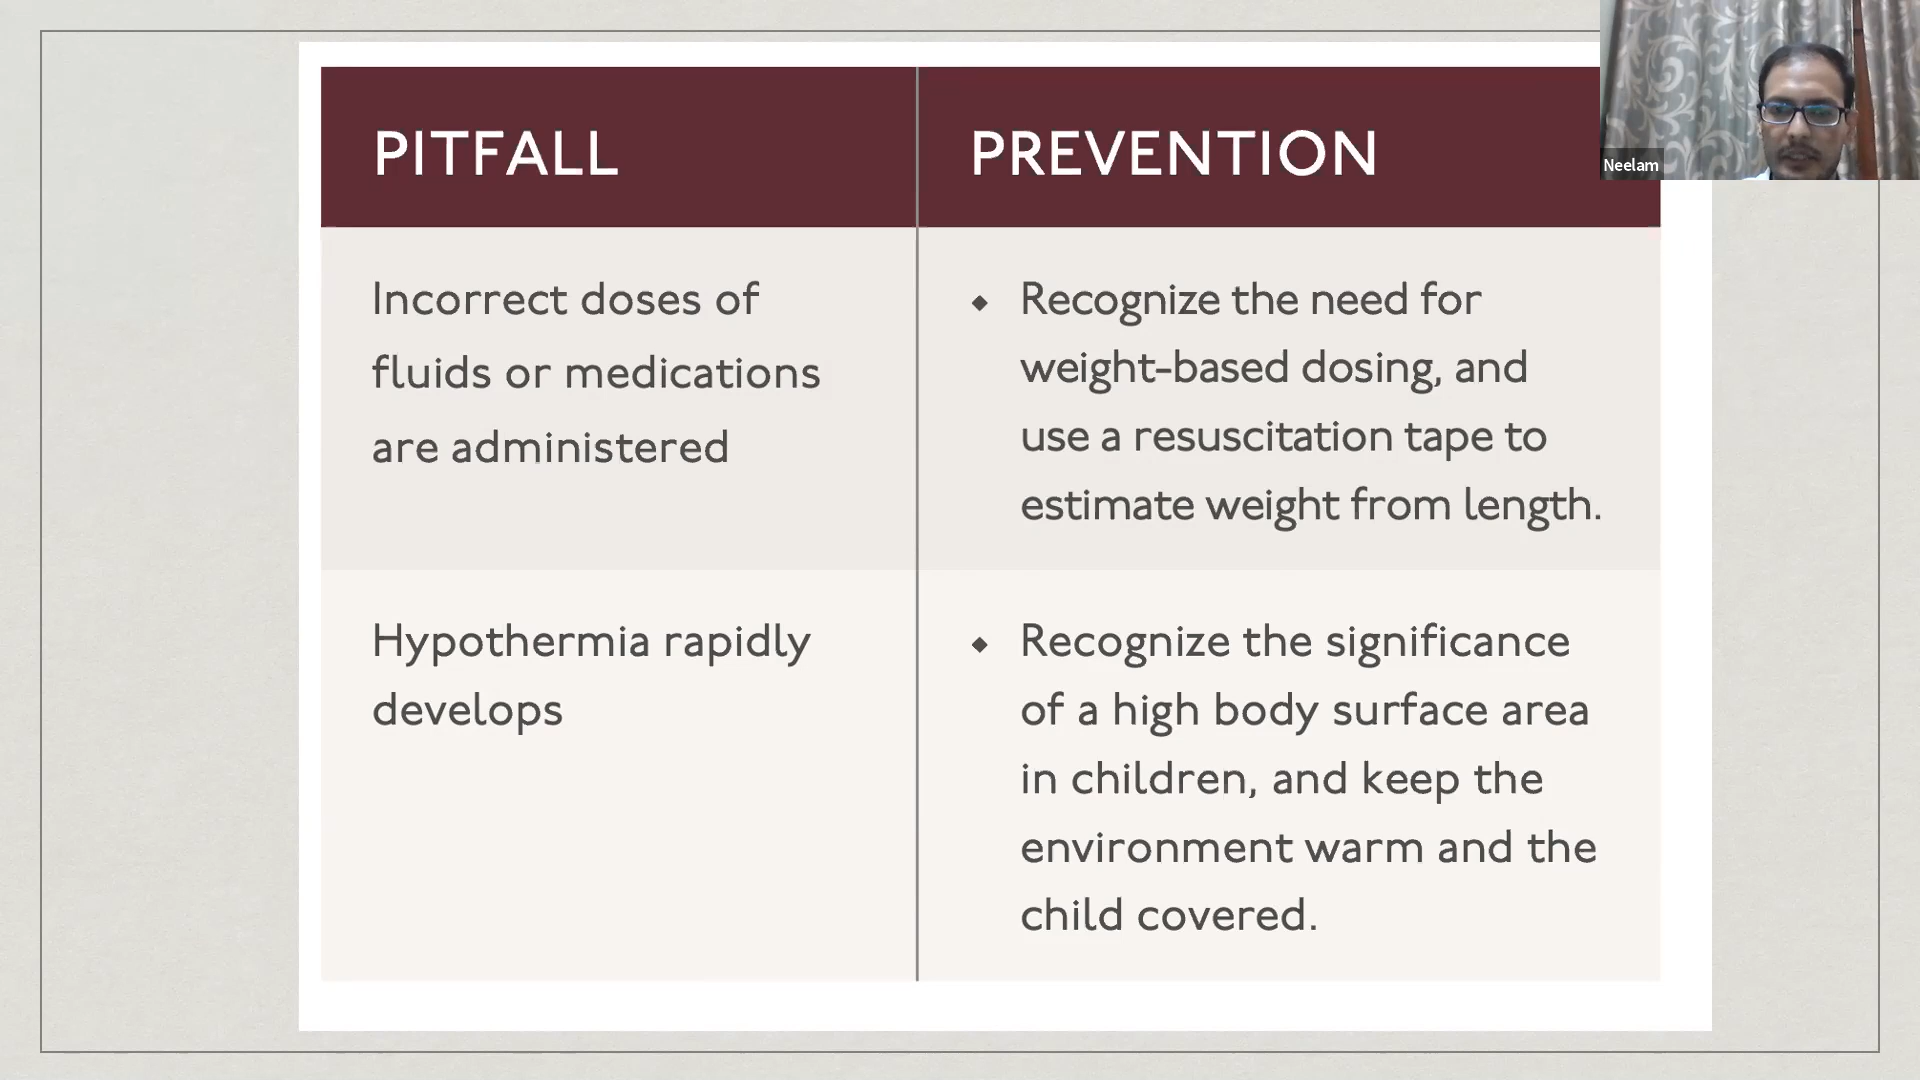 PITFALL
PREVENTION
Neelam
Incorrect doses of
fluids or medications
are administered
◆ Recognize the need for
weight-based dosing, and
use a resuscitation tape to
estimate weight from length.
Hypothermia rapidly
develops
◆ Recognize the significance
of a high body surface area
in children, and keep the
environment warm and the
child covered.